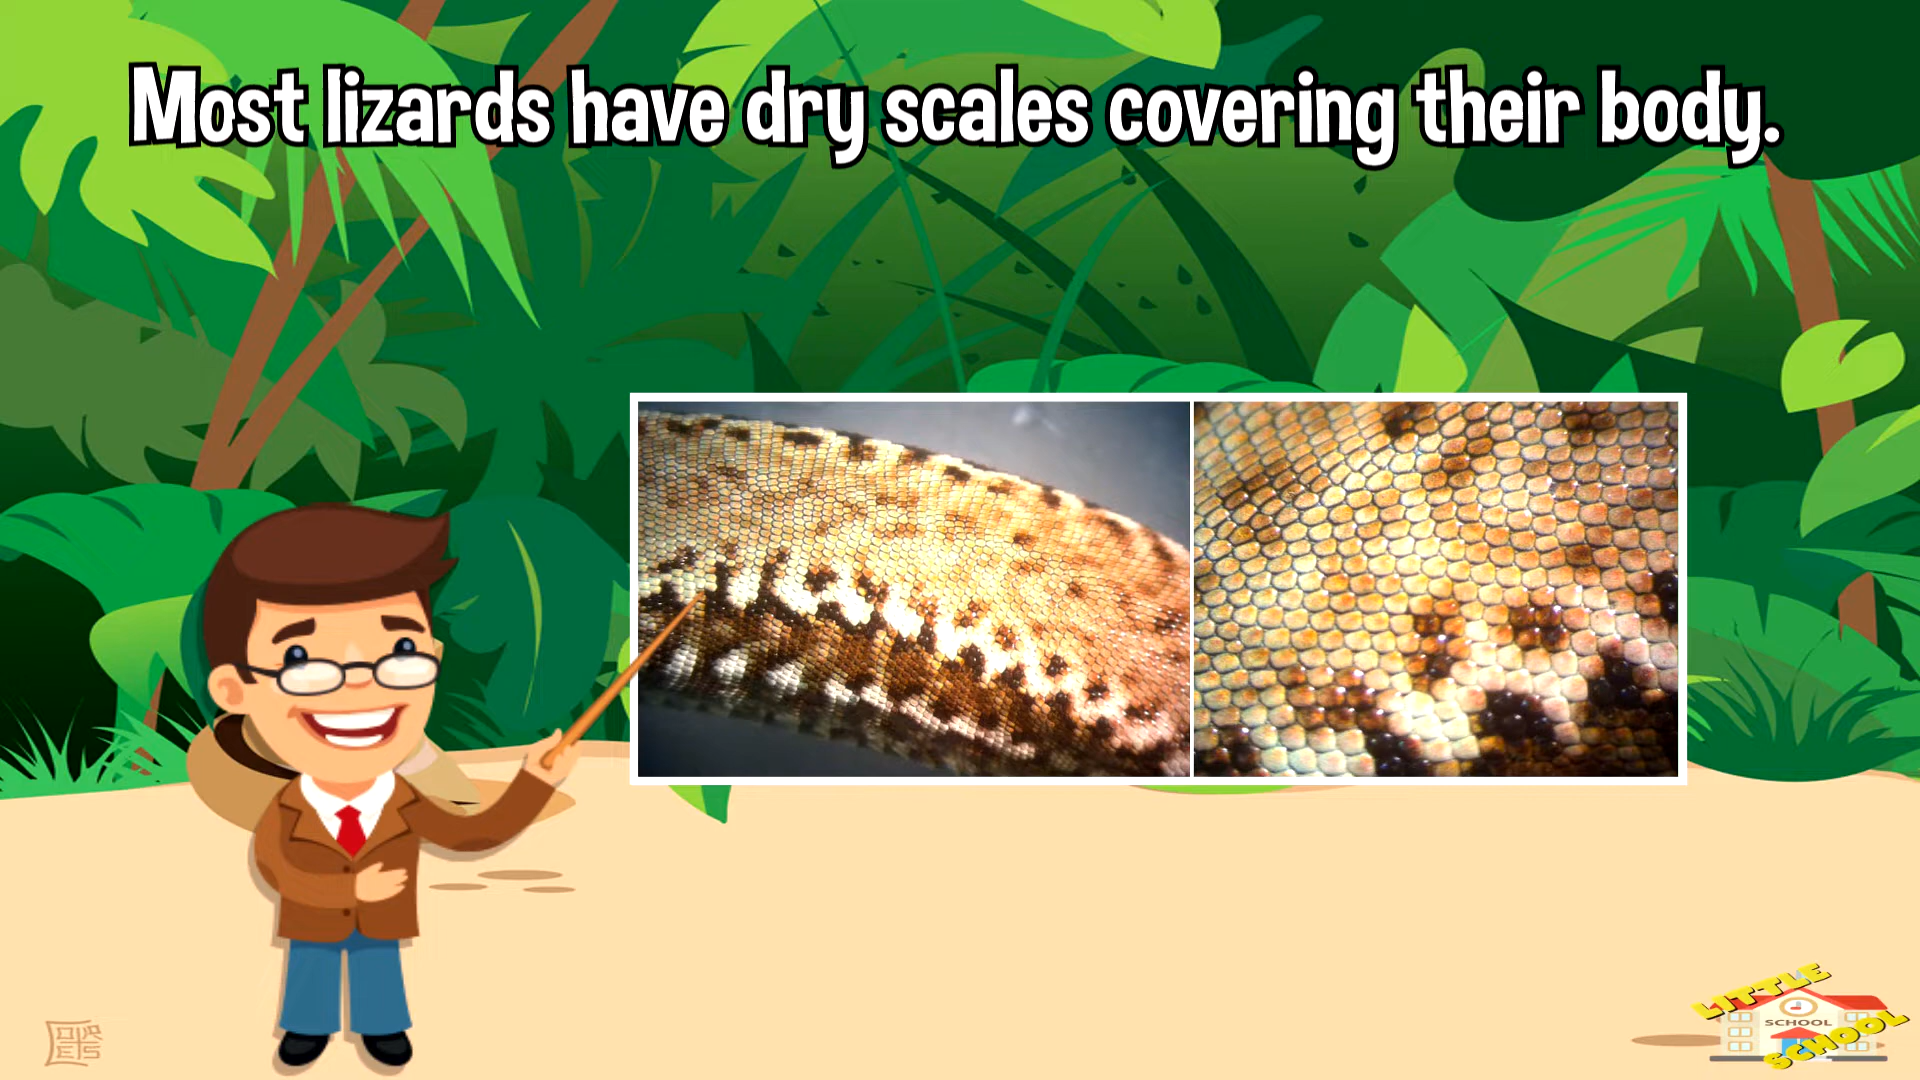 Most lizards have dry scales covering their body.
LITTLE
SCHOOL
SCHOOL